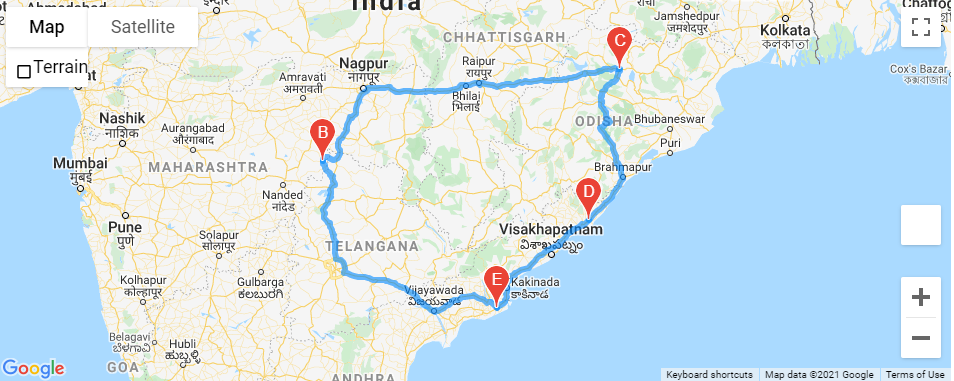 India
Map
Satellite
Terrain
रांची
Jamshedpur
जमशेदपुर
Kolkata
কলকাতা
CHHATTISGARH
C
Nagpur
नागपूर
Raipur
रायपुर
Bhilai
भिलाई
Amravati
अमरावती
Cox's Bazar
কক্সবাজার
Nashik
नाशिक
Aurangabad
औरंगाबाद
B
ODISHA
Bhubaneswar
Puri
Mumbai
मुंबई
MAHARASHTRA
Brahmapur
Nanded
नांदेड
D
Pune
पुणे
Visakhapatnam
విశాఖపట్నం
Solapur
सोलापूर
TELANGANA
Kolhapur
कोल्हापूर
Gulbarga
ಕಲಬುರಗಿ
E
Kakinada
కాకినాడ
Vijayawada
విజయవాడ
Belagavi
ಬೆಳಗಾವಿ
Hubli
ಹುಬ್ಬಳ್ಳಿ
GOA
ANDHRA
Google
Keyboard shortcuts
Map data ©2021 Google
Terms of Use